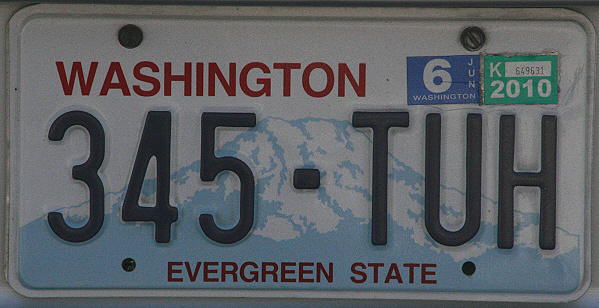 WASHINGTON
6 JUN
WASHINGTON
K 649631
2010
345-TUH
EVERGREEN STATE